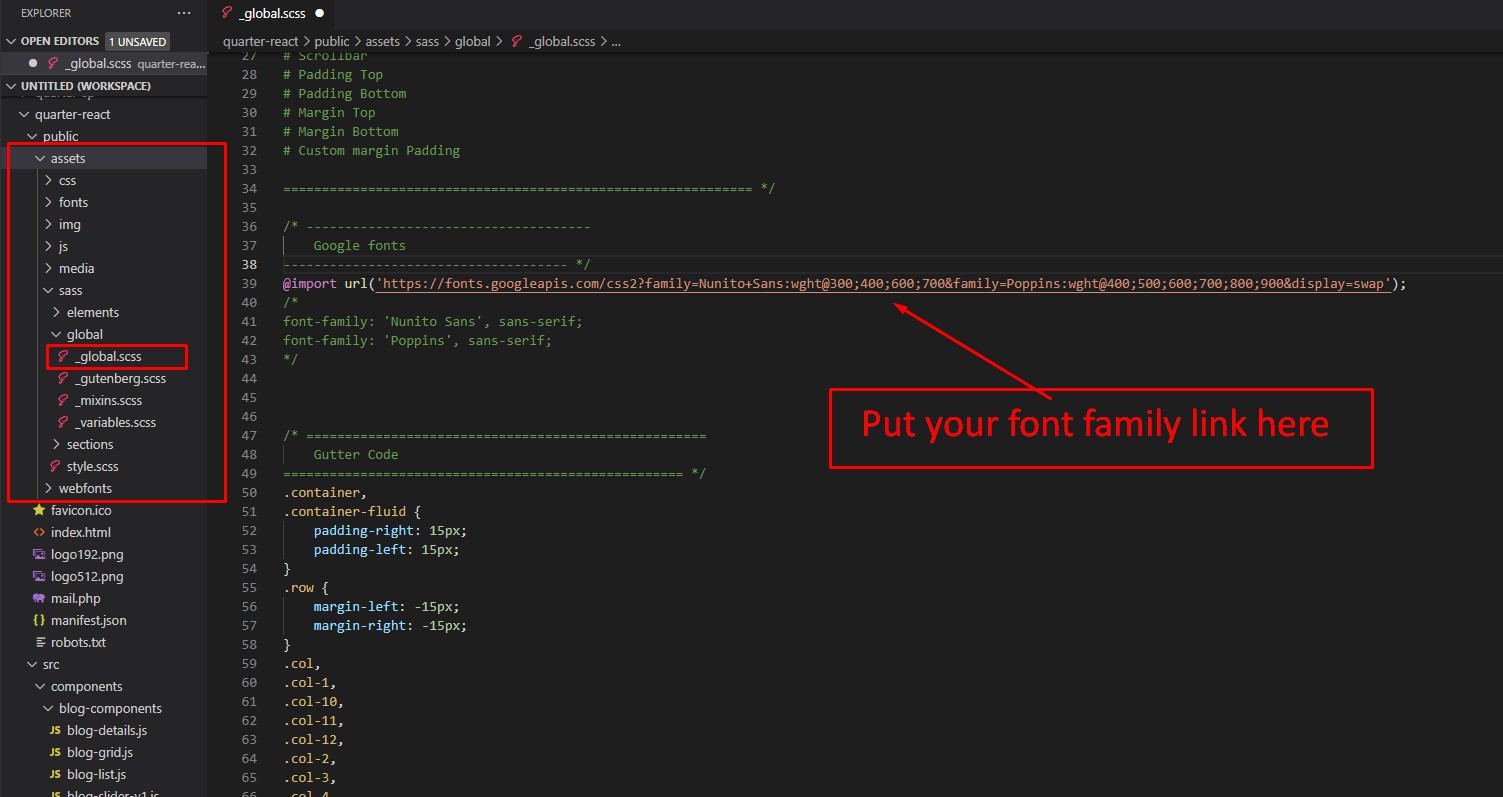 EXPLORER
···
OPEN EDITORS 1 UNSAVED
_global.scss quarter-rea...
UNTITLED (WORKSPACE)
quarter-react
public
assets
css
fonts
img
js
media
sass
elements
global
_global.scss
_gutenberg.scss
_mixins.scss
_variables.scss
sections
style.scss
webfonts
favicon.ico
index.html
logo192.png
logo512.png
mail.php
manifest.json
robots.txt
src
components
blog-components
JS blog-details.js
JS blog-grid.js
JS blog-list.js
JS blog-slider-v1.js
_global.scss
quarter-react > public > assets > sass > global > _global.scss > ...
27 # Scrollbar
28 # Padding Top
29 # Padding Bottom
30 # Margin Top
31 # Margin Bottom
32 # Custom margin Padding
33
34 ============================================================= */
35
36 /* -------------------------------------
37 Google fonts
38 ------------------------------------- */
39 @import url('https://fonts.googleapis.com/css2?family=Nunito+Sans:wght@300;400;600;700&family=Poppins:wght@400;500;600;700;800;900&display=swap');
40 /*
41 font-family: 'Nunito Sans', sans-serif;
42 font-family: 'Poppins', sans-serif;
43 */
44
45
46
47 /* ====================================================
48 Gutter Code
49 ==================================================== */
50 .container,
51 .container-fluid {
52 padding-right: 15px;
53 padding-left: 15px;
54 }
55 .row {
56 margin-left: -15px;
57 margin-right: -15px;
58 }
59 .col,
60 .col-1,
61 .col-10,
62 .col-11,
63 .col-12,
64 .col-2,
65 .col-3,
66 .col-4,
Put your font family link here